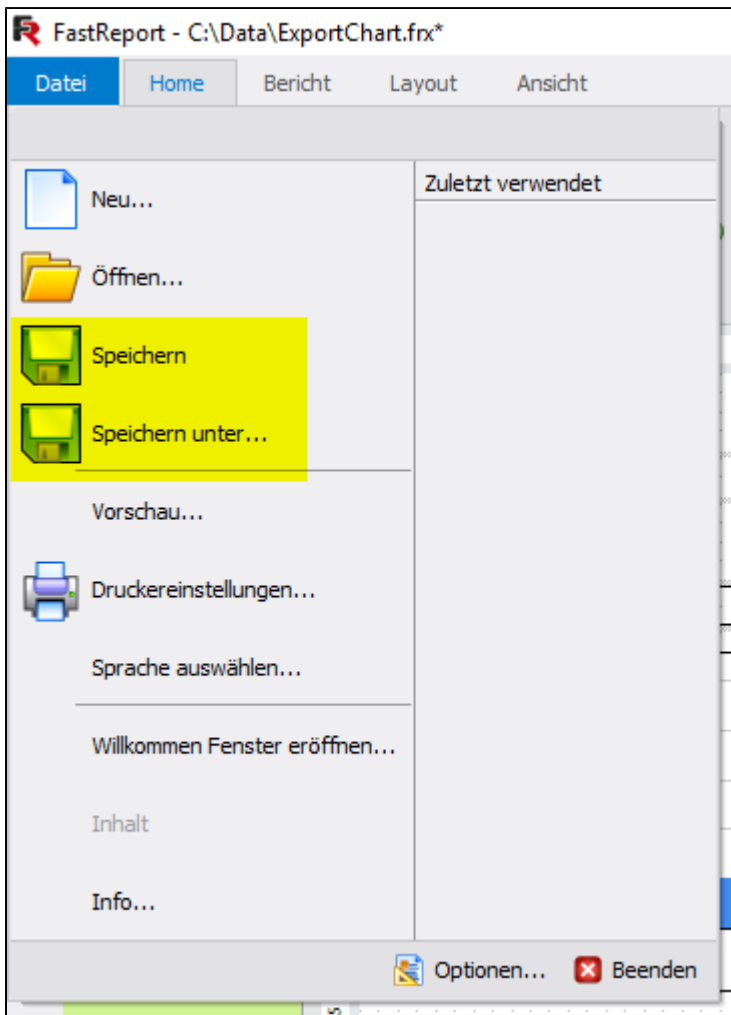 FastReport - C:\Data\ExportChart.frx*
Datei Home Bericht Layout Ansicht
Neu...
Zuletzt verwendet
Öffnen...
Speichern
Speichern unter...
Vorschau...
Druckereinstellungen...
Sprache auswählen...
Willkommen Fenster eröffnen...
Inhalt
Info...
Optionen... Beenden